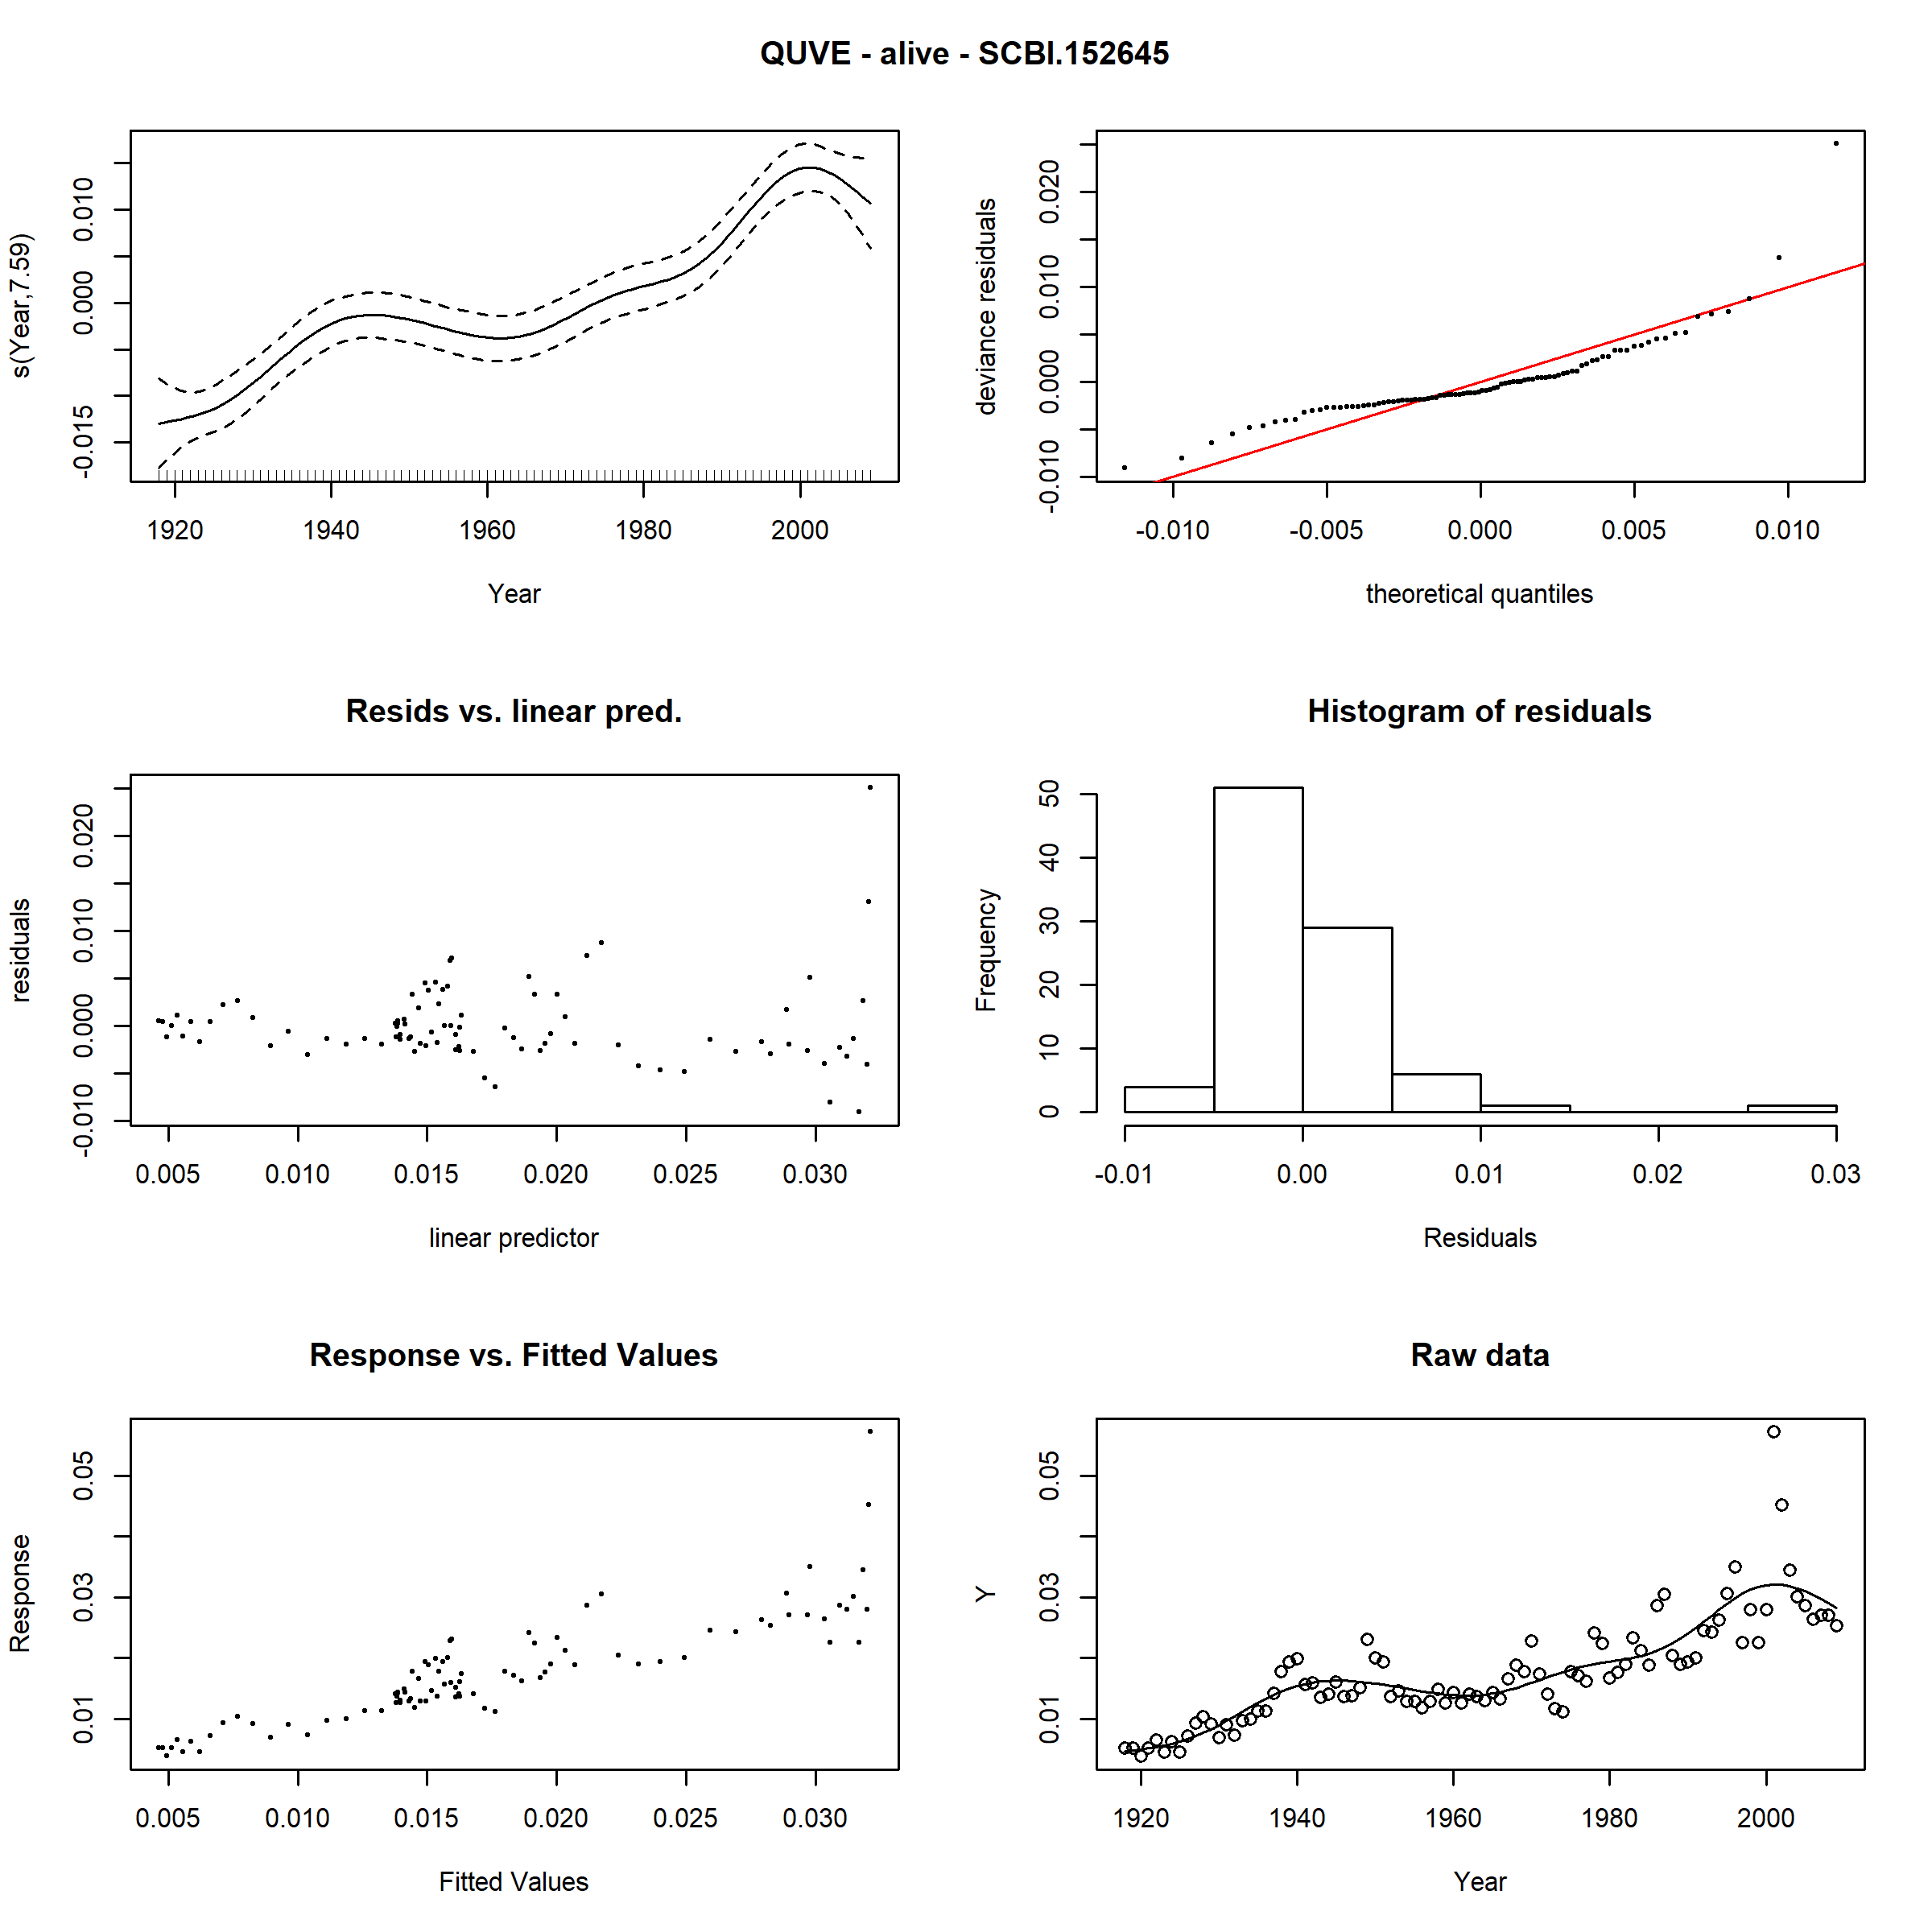 QUVE - alive - SCBI.152645
s(Year,7.59)
-0.015 0.000 0.010
1920 1940 1960 1980 2000
Year
deviance residuals
-0.010 0.000 0.010 0.020
-0.010 -0.005 0.000 0.005 0.010
theoretical quantiles
Resids vs. linear pred.
residuals
-0.010 0.000 0.010 0.020
0.005 0.010 0.015 0.020 0.025 0.030
linear predictor
Histogram of residuals
Frequency
0 10 20 30 40 50
-0.01 0.00 0.01 0.02 0.03
Residuals
Response vs. Fitted Values
Response
0.01 0.03 0.05
0.005 0.010 0.015 0.020 0.025 0.030
Fitted Values
Raw data
Y
0.01 0.03 0.05
1920 1940 1960 1980 2000
Year